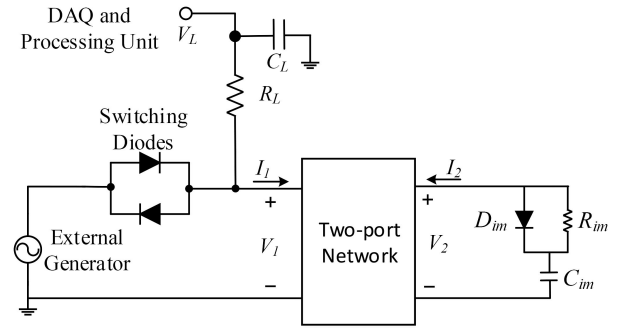 DAQ and
Processing Unit
V_L
C_L
R_L
Switching
Diodes
I_1
I_2
+
+
External
Generator
V_1
Two-port
Network
V_2
D_im
R_im
C_im
−
−